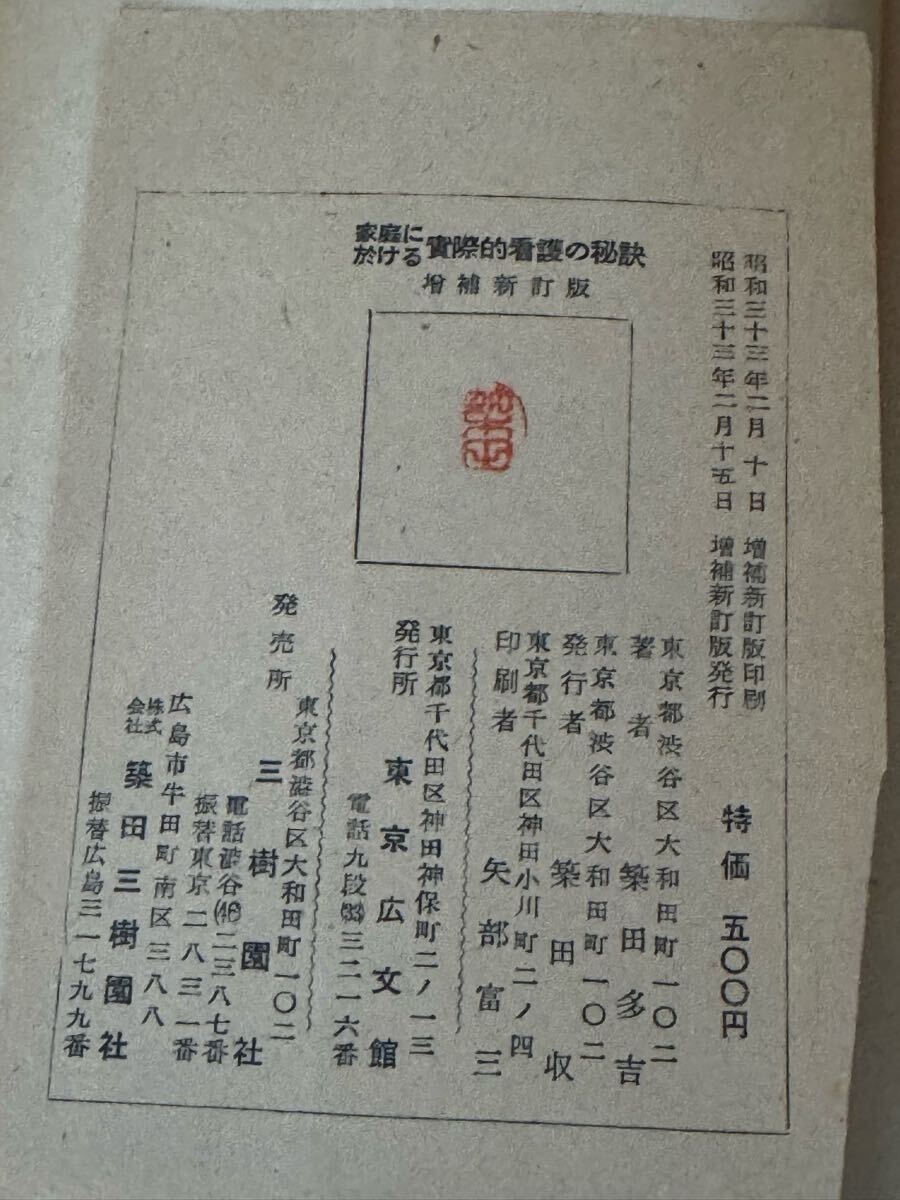 家庭に
於ける 實際的看護の秘訣
増補新訂版
昭和三十三年二月十日 増補新訂版印刷
昭和三十三年二月十五日 増補新訂版発行
特価 五〇〇円
東京都渋谷区大和田町一〇二
著者 築田多吉
東京都渋谷区大和田町一〇二
発行者 築田収
東京都千代田区神田小川町二ノ四
印刷者 矢部富三
東京都千代田区神田神保町二ノ一三
発行所 東京広文館
電話九段(33)三二一六番
発売所
東京都澁谷区大和田町一〇二
三樹園社
電話澁谷(46)二三八七番
振替東京二八三一番
広島市牛田町南区三八八
株式会社 築田三樹園社
振替広島三一七九九番